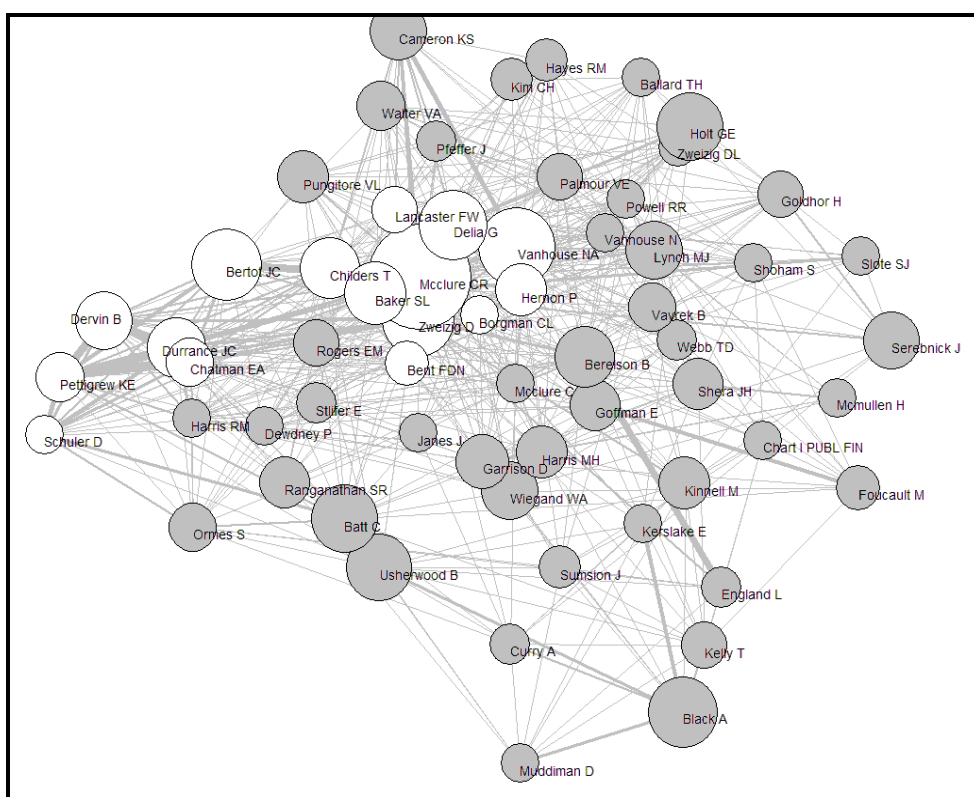 Cameron KS
Hayes RM
Kim CH
Ballard TH
Walter VA
Holt GE
Pfeffer J
Zweizig DL
Pungitore VL
Palmour VE
Goldhor H
Powell RR
Lancaster FW
Delia G
Vanhouse N
Vanhouse NA
Lynch MJ
Bertot JC
Childers T
Shoham S
Slote SJ
Mcclure CR
Baker SL
Hernon P
Dervin B
Zweizig D
Borgman CL
Vavrek B
Durrance JC
Rogers EM
Webb TD
Serebnick J
Chatman EA
Bent FDN
Berelson B
Pettigrew KE
Mcclure C
Shera JH
Mcmullen H
Stlifer E
Goffman E
Harris RM
Dewdney P
Schuler D
Janes J
Chart I PUBL FIN
Harris MH
Garrison D
Ranganathan SR
Wiegand WA
Kinnell M
Foucault M
Batt C
Ormes S
Kerslake E
Usherwood B
Sumsion J
England L
Curry A
Kelly T
Black A
Muddiman D